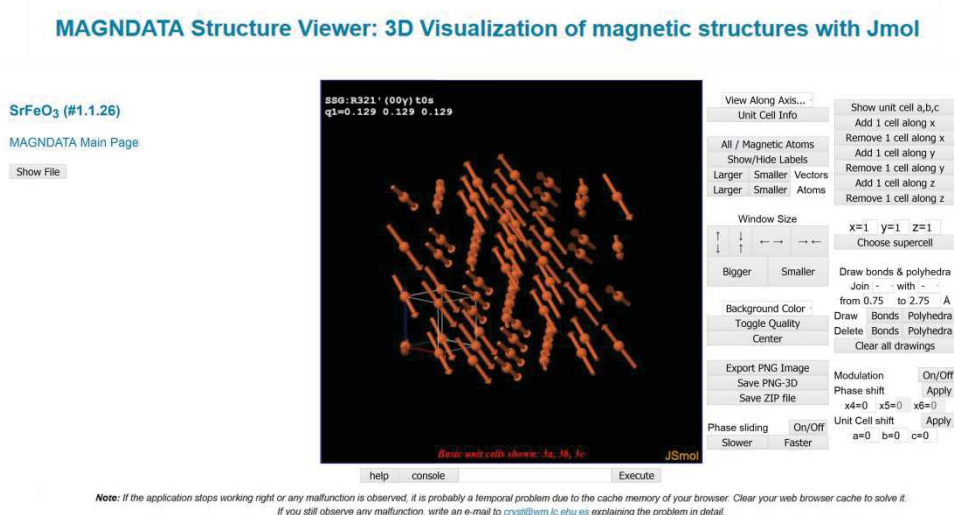 MAGNDATA Structure Viewer: 3D Visualization of magnetic structures with Jmol
SrFeO3 (#1.1.26)
MAGNDATA Main Page
Show File
SSG:R321'(00γ)t0s
q1=0.129 0.129 0.129
Basic unit cells shown: 3a, 3b, 3c
JSmol
help console Execute
View Along Axis...
Unit Cell Info
All / Magnetic Atoms
Show/Hide Labels
Larger Smaller Vectors
Larger Smaller Atoms
Window Size
↑ ↓ ←→ →←
↓ ↑
Bigger Smaller
Background Color
Toggle Quality
Center
Export PNG Image
Save PNG-3D
Save ZIP file
Phase sliding On/Off
Slower Faster
Show unit cell a,b,c
Add 1 cell along x
Remove 1 cell along x
Add 1 cell along y
Remove 1 cell along y
Add 1 cell along z
Remove 1 cell along z
x=1 y=1 z=1
Choose supercell
Draw bonds & polyhedra
Join - with -
from 0.75 to 2.75 Å
Draw Bonds Polyhedra
Delete Bonds Polyhedra
Clear all drawings
Modulation On/Off
Phase shift Apply
x4=0 x5=0 x6=0
Unit Cell shift Apply
a=0 b=0 c=0
Note: If the application stops working right or any malfunction is observed, it is probably a temporal problem due to the cache memory of your browser. Clear your web browser cache to solve it.
If you still observe any malfunction, write an e-mail to cryst@wm.lc.ehu.es explaining the problem in detail.